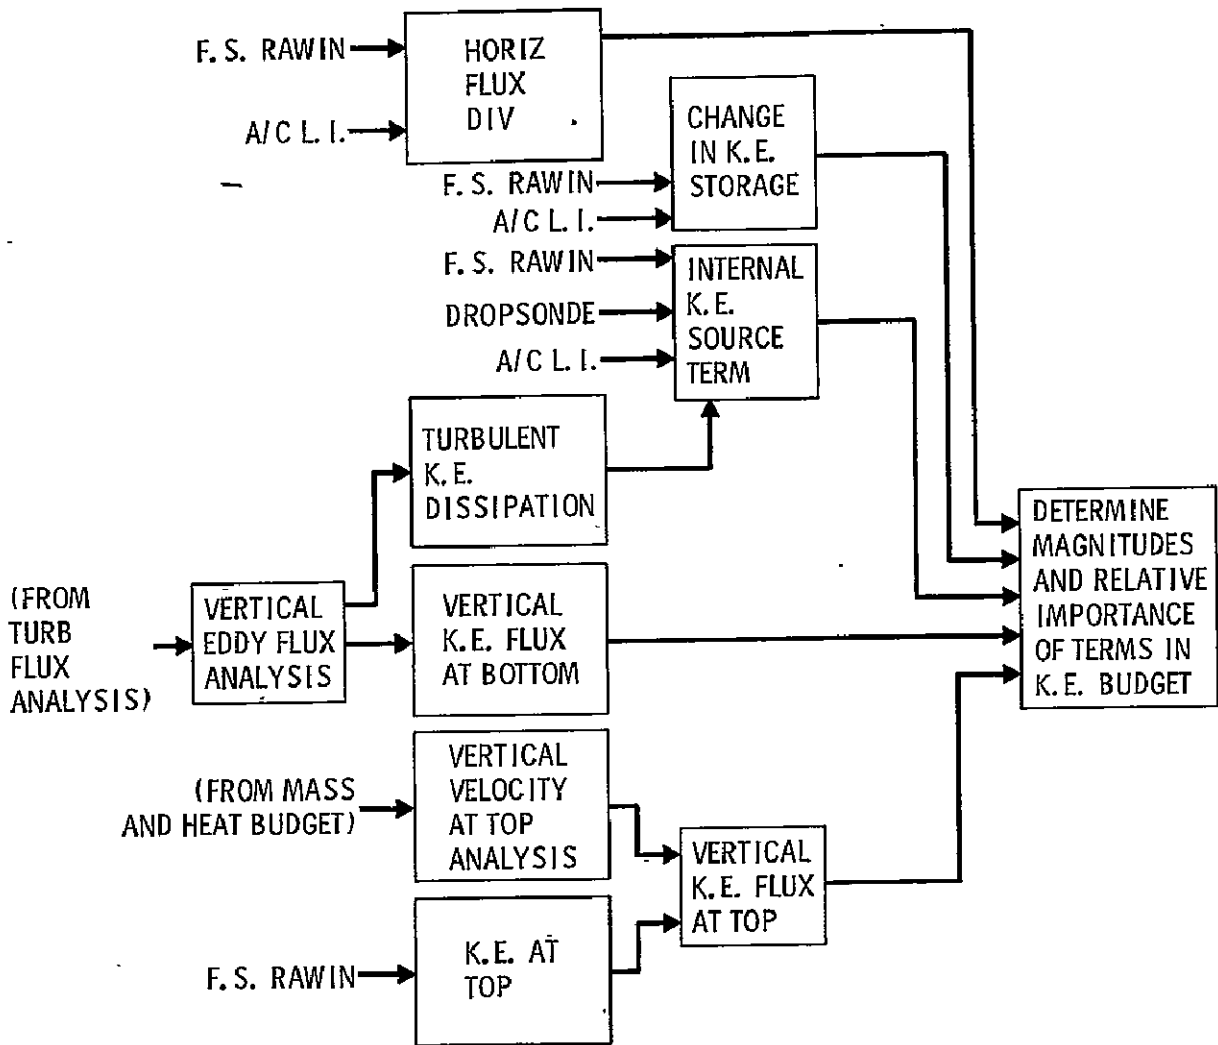 F. S. RAWIN
A/C L. I.
HORIZ
FLUX
DIV
F. S. RAWIN
A/C L. I.
CHANGE
IN K. E.
STORAGE
F. S. RAWIN
DROPSONDE
A/C L. I.
INTERNAL
K. E.
SOURCE
TERM
TURBULENT
K. E.
DISSIPATION
(FROM
TURB
FLUX
ANALYSIS)
VERTICAL
EDDY FLUX
ANALYSIS
VERTICAL
K. E. FLUX
AT BOTTOM
(FROM MASS
AND HEAT BUDGET)
VERTICAL
VELOCITY
AT TOP
ANALYSIS
F. S. RAWIN
K. E. AT
TOP
VERTICAL
K. E. FLUX
AT TOP
DETERMINE
MAGNITUDES
AND RELATIVE
IMPORTANCE
OF TERMS IN
K. E. BUDGET